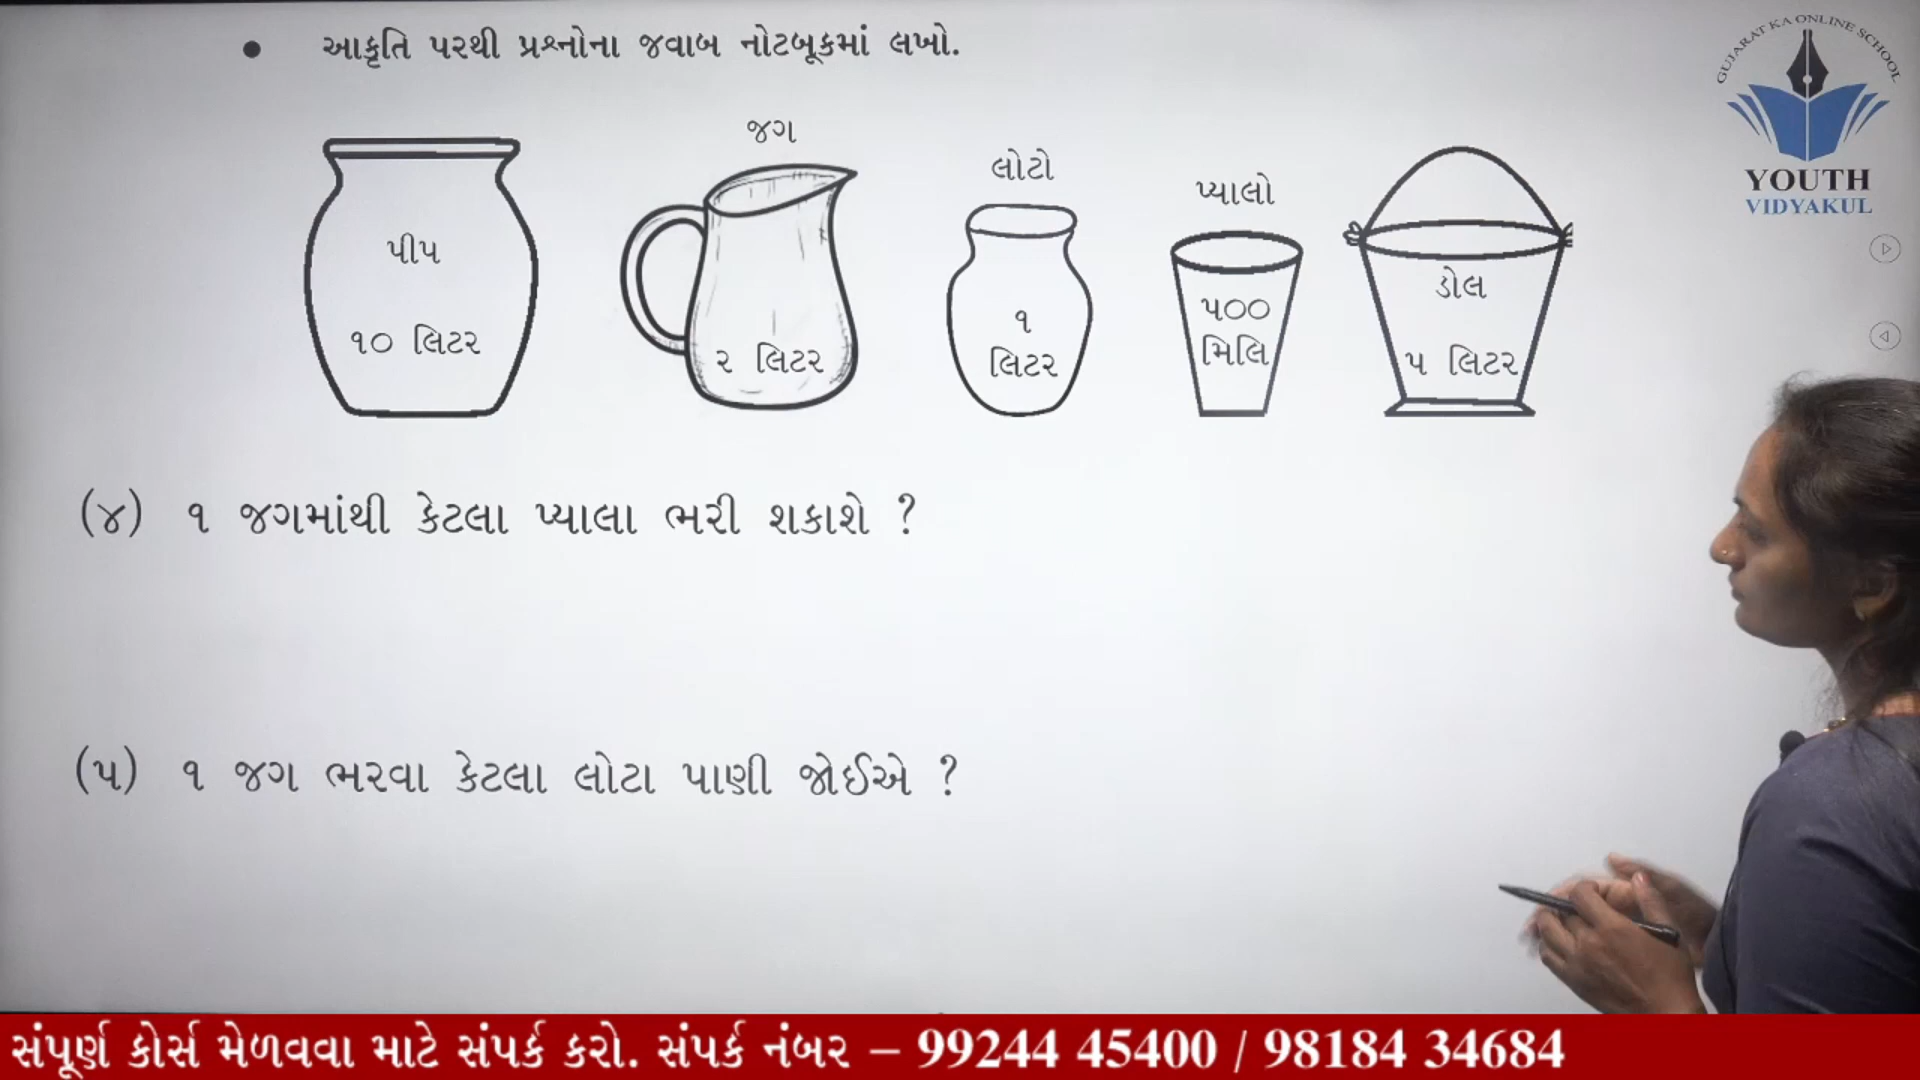 • આકૃતિ પરથી પ્રશ્નોના જવાબ નોટબૂકમાં લખો.
GUJARAT KA ONLINE SCHOOL
YOUTH
VIDYAKUL
પીપ
૧૦ લિટર
જગ
૨ લિટર
લોટો
૧
લિટર
પ્યાલો
૫૦૦
મિલિ
ડોલ
૫ લિટર
(૪) ૧ જગમાંથી કેટલા પ્યાલા ભરી શકાશે ?
(૫) ૧ જગ ભરવા કેટલા લોટા પાણી જોઈએ ?
સંપૂર્ણ કોર્સ મેળવવા માટે સંપર્ક કરો. સંપર્ક નંબર – 99244 45400 / 98184 34684